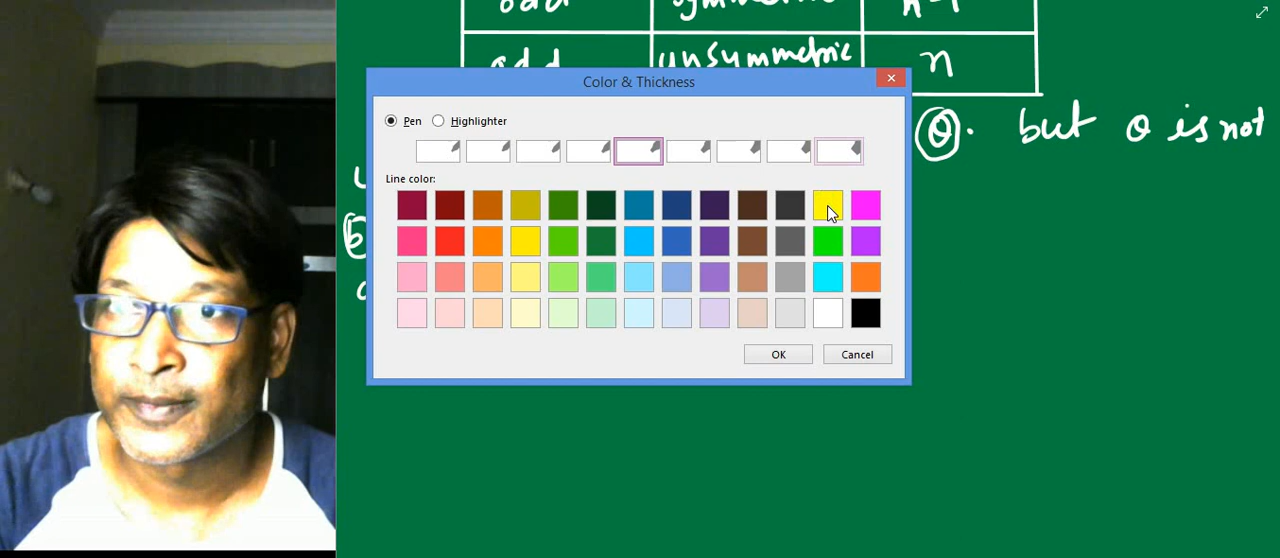 odd symmetric n-1
odd unsymmetric n
θ. but θ is not
Color & Thickness
Pen Highlighter
Line color:
OK Cancel